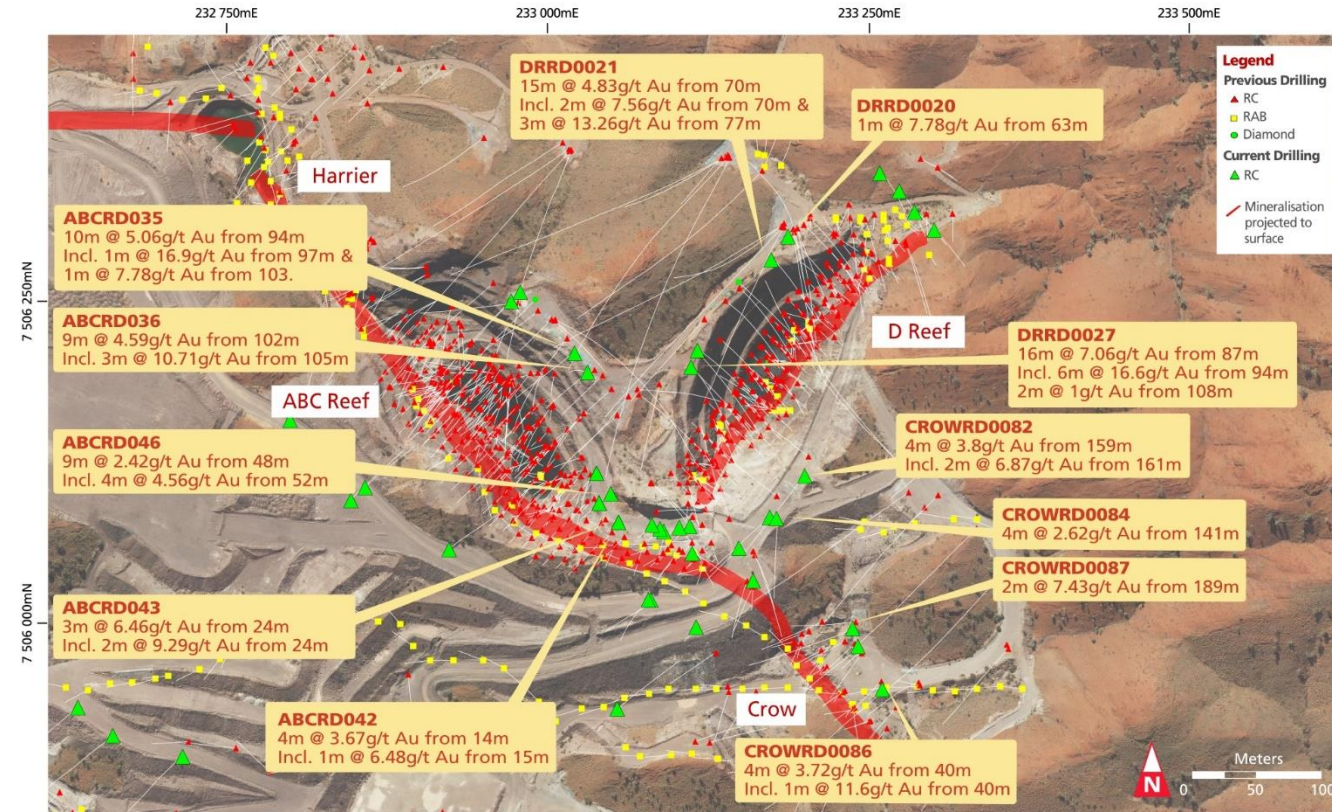 232 750mE
233 000mE
233 250mE
233 500mE
DRRD0021
15m @ 4.83g/t Au from 70m
Incl. 2m @ 7.56g/t Au from 70m &
3m @ 13.26g/t Au from 77m
DRRD0020
1m @ 7.78g/t Au from 63m
Legend
Previous Drilling
RC
RAB
Diamond
Current Drilling
RC
Mineralisation
projected to
surface
Harrier
ABCRD035
10m @ 5.06g/t Au from 94m
Incl. 1m @ 16.9g/t Au from 97m &
1m @ 7.78g/t Au from 103.
7 506 250mN
ABCRD036
9m @ 4.59g/t Au from 102m
Incl. 3m @ 10.71g/t Au from 105m
D Reef
DRRD0027
16m @ 7.06g/t Au from 87m
Incl. 6m @ 16.6g/t Au from 94m
2m @ 1g/t Au from 108m
ABC Reef
CROWRD0082
4m @ 3.8g/t Au from 159m
Incl. 2m @ 6.87g/t Au from 161m
ABCRD046
9m @ 2.42g/t Au from 48m
Incl. 4m @ 4.56g/t Au from 52m
CROWRD0084
4m @ 2.62g/t Au from 141m
CROWRD0087
2m @ 7.43g/t Au from 189m
7 506 000mN
ABCRD043
3m @ 6.46g/t Au from 24m
Incl. 2m @ 9.29g/t Au from 24m
Crow
ABCRD042
4m @ 3.67g/t Au from 14m
Incl. 1m @ 6.48g/t Au from 15m
CROWRD0086
4m @ 3.72g/t Au from 40m
Incl. 1m @ 11.6g/t Au from 40m
N
Meters
0 50 100